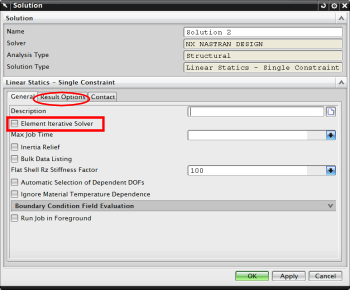 Solution
Solution
Name
Solution 2
Solver
NX NASTRAN DESIGN
Analysis Type
Structural
Solution Type
Linear Statics - Single Constraint
Linear Statics - Single Constraint
General Result Options Contact
Description
Element Iterative Solver
Max Job Time
Inertia Relief
Bulk Data Listing
Flat Shell Rz Stiffness Factor
100
Automatic Selection of Dependent DOFs
Ignore Material Temperature Dependence
Boundary Condition Field Evaluation
Run Job in Foreground
OK Apply Cancel